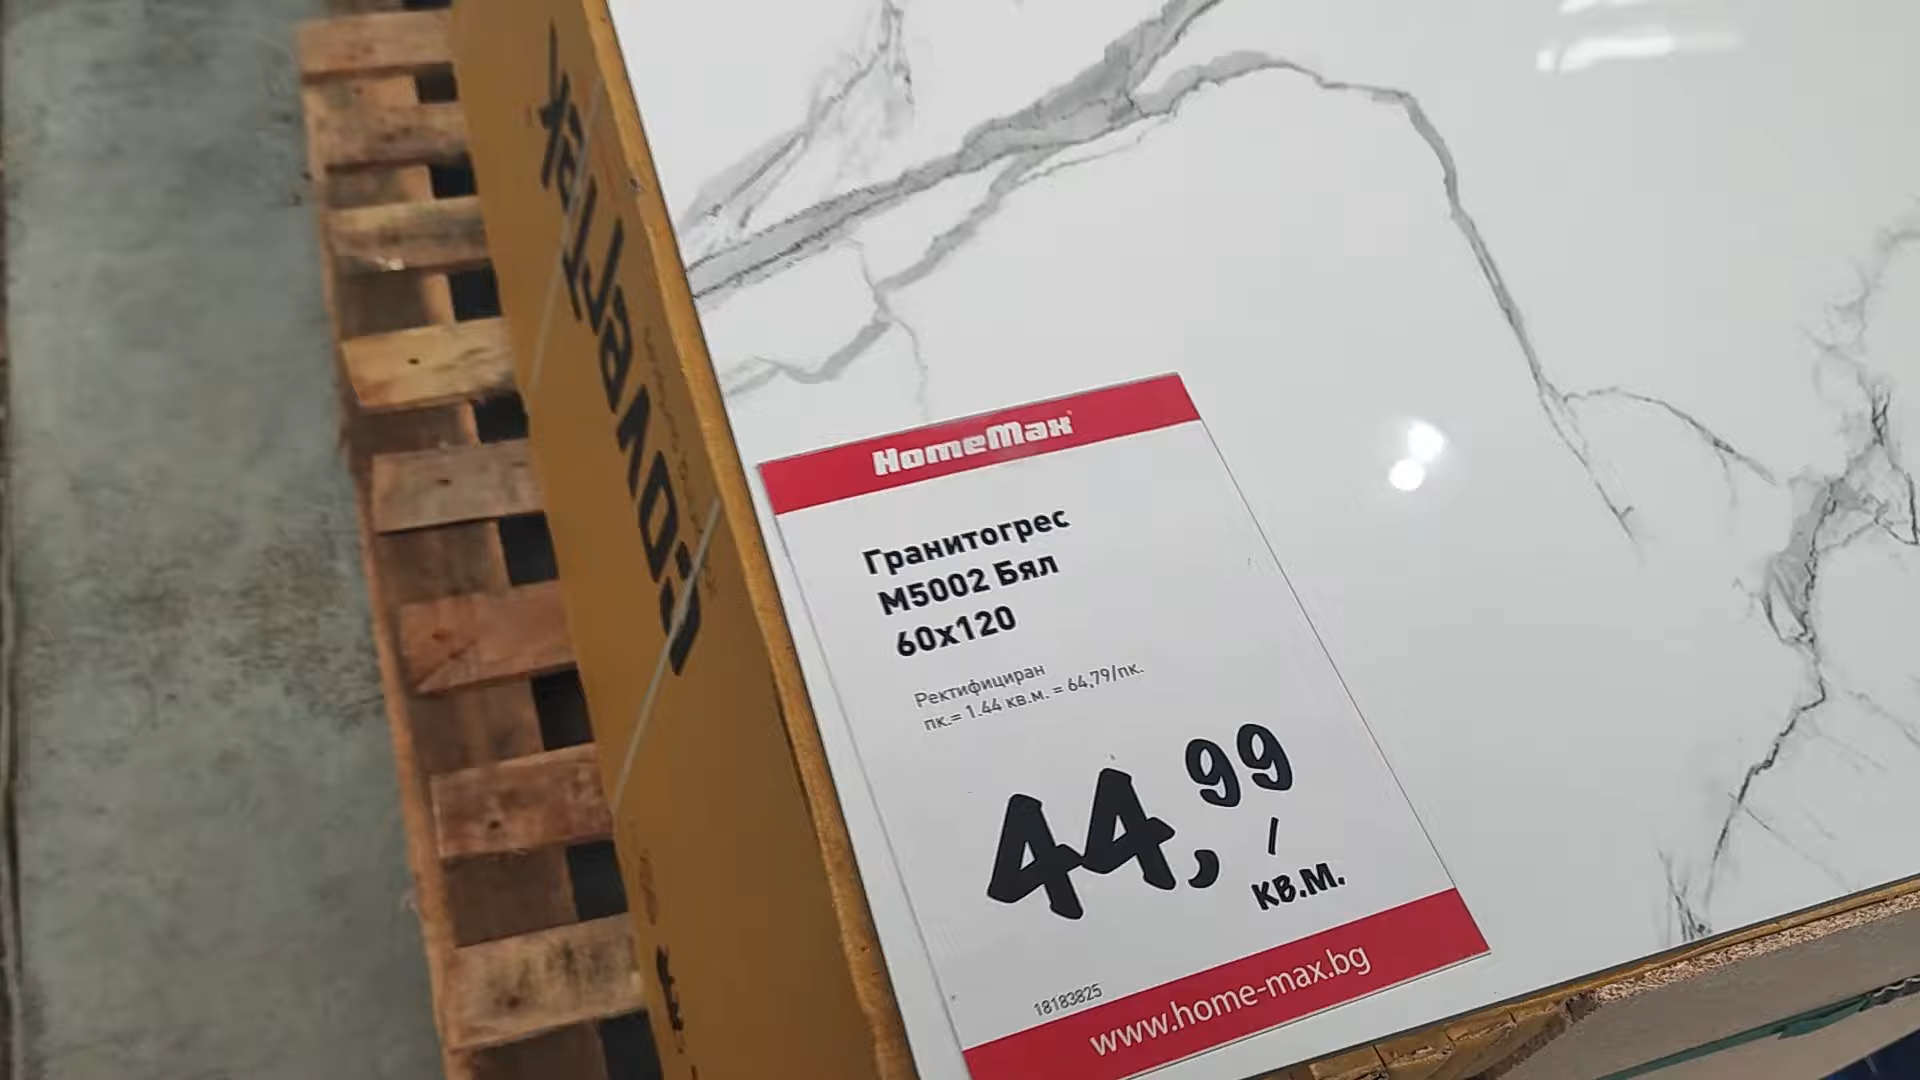 HomeMax
Гранитогрес
M5002 Бял
60x120
Ректифициран
пк.= 1.44 кв.м. = 64,79/пк.
44,99
/
кв.м.
18183825
www.home-max.bg